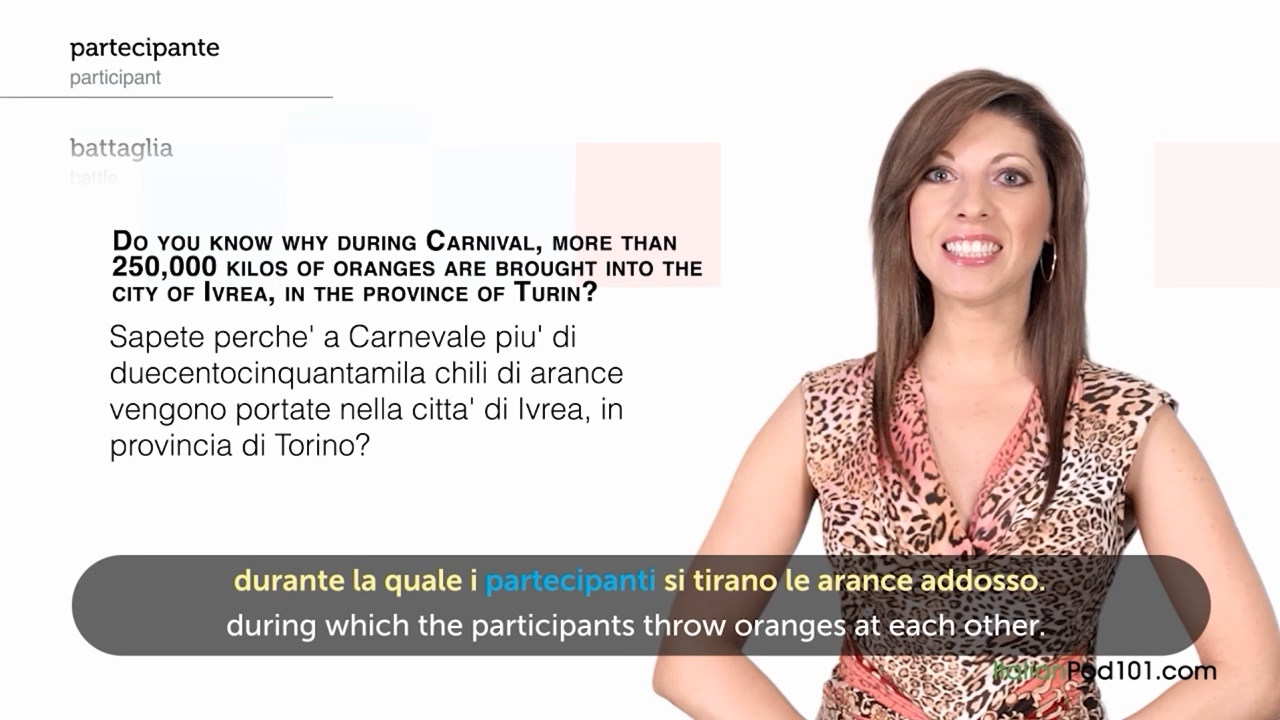 partecipante
participant
battaglia
battle
Do you know why during Carnival, more than
250,000 kilos of oranges are brought into the
city of Ivrea, in the province of Turin?
Sapete perche' a Carnevale piu' di
duecentocinquantamila chili di arance
vengono portate nella citta' di Ivrea, in
provincia di Torino?
durante la quale i partecipanti si tirano le arance addosso.
during which the participants throw oranges at each other.
ItalianPod101.com